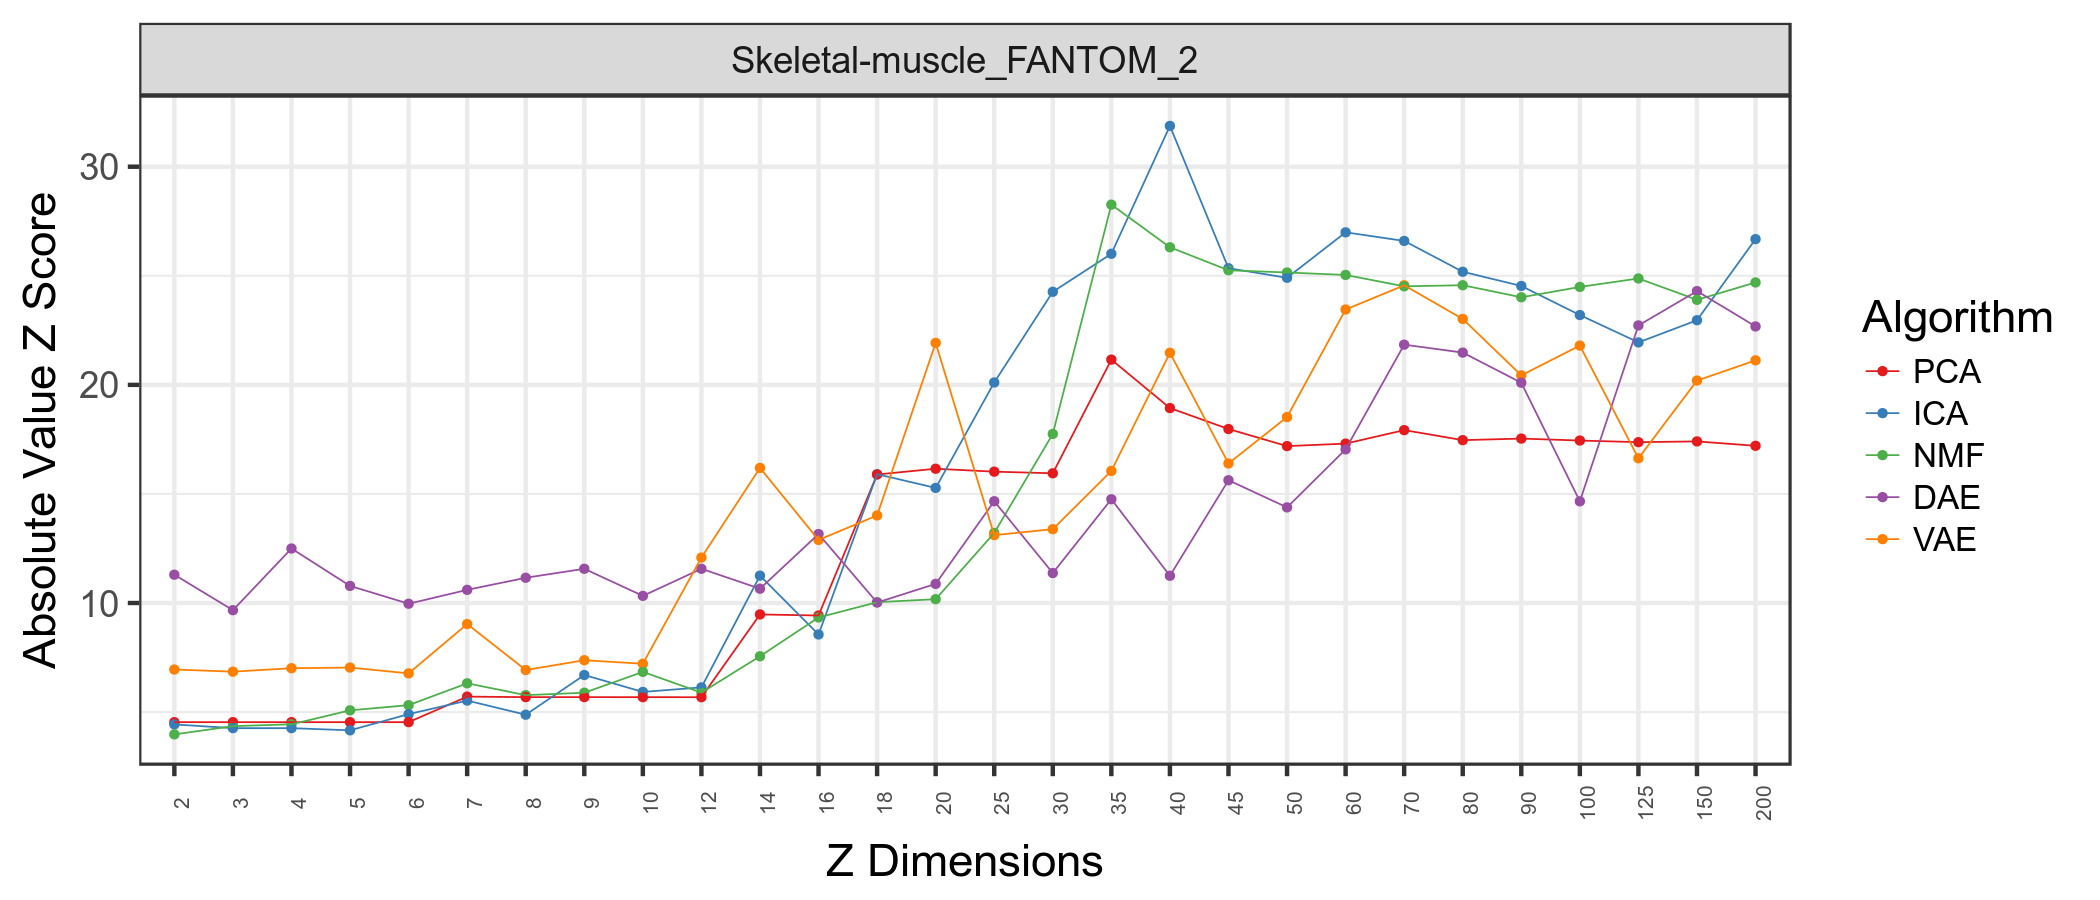 Skeletal-muscle_FANTOM_2
Absolute Value Z Score
30
20
10
2 3 4 5 6 7 8 9 10 12 14 16 18 20 25 30 35 40 45 50 60 70 80 90 100 125 150 200
Z Dimensions
Algorithm
PCA
ICA
NMF
DAE
VAE